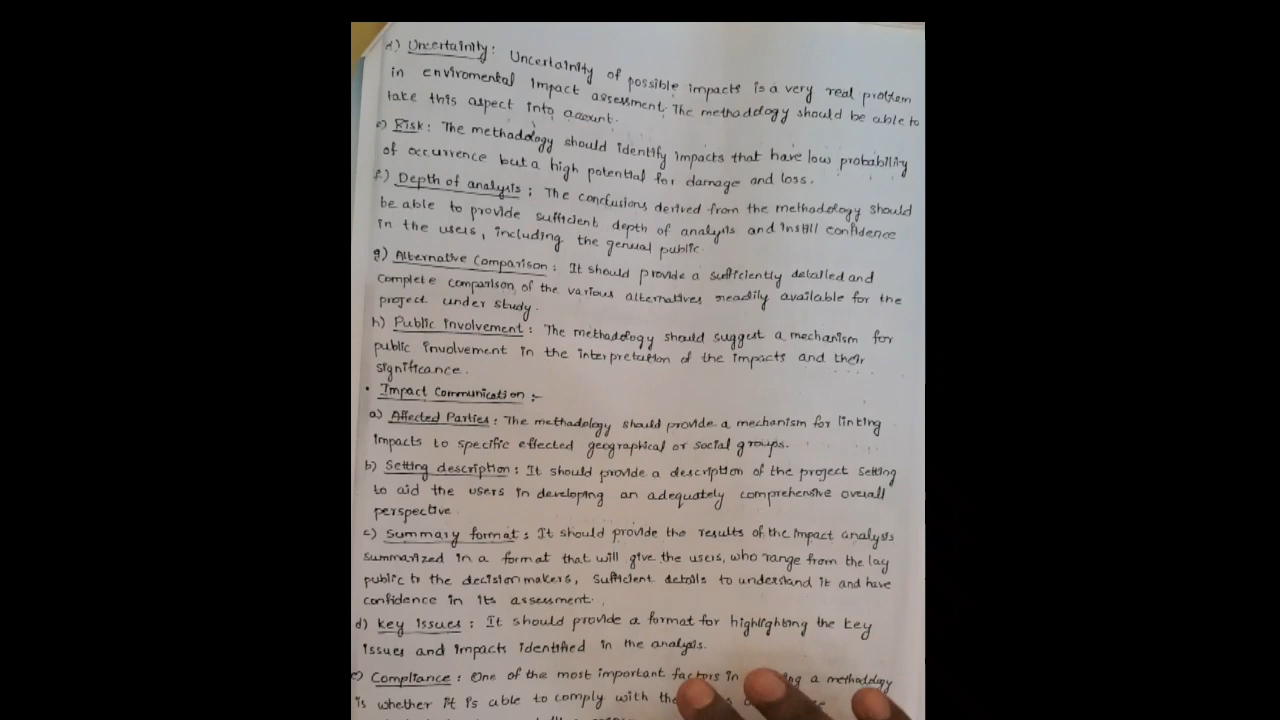 d) Uncertainity: Uncertainity of possible impacts is a very real problem
in enviromental impact assessment. The methadology should be able to
take this aspect into account.
e) Risk: The methadology should identify impacts that have low probability
of occurrence but a high potential for damage and loss.
f) Depth of analysis: The conclusions derived from the methadology should
be able to provide sufficient depth of analysis and instill confidence
in the users, including the general public.
g) Alternative Comparison: It should provide a sufficiently detailed and
complete comparison of the various alternatives readily available for the
project under study.
h) Public involvement: The methadology should suggest a mechanism for
public involvement in the interpretation of the impacts and their
significance.
• Impact Communication:-
a) Affected Parties: The methadology should provide a mechanism for linking
impacts to specific effected geographical or social groups.
b) Setting description: It should provide a description of the project setting
to aid the users in developing an adequately comprehensive overall
perspective.
c) Summary format: It should provide the results of the impact analysis
summarized in a format that will give the users, who range from the lay
public to the decision makers, sufficient details to understand it and have
confidence in its assessment.
d) key issues: It should provide a format for highlighting the key
issues and impacts identified in the analysis.
e) Compliance: One of the most important factors in a methadology
is whether it is able to comply with the